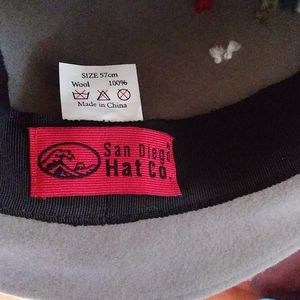 SIZE 57cm
Wool 100%
Made in China
San Diego
Hat Co.